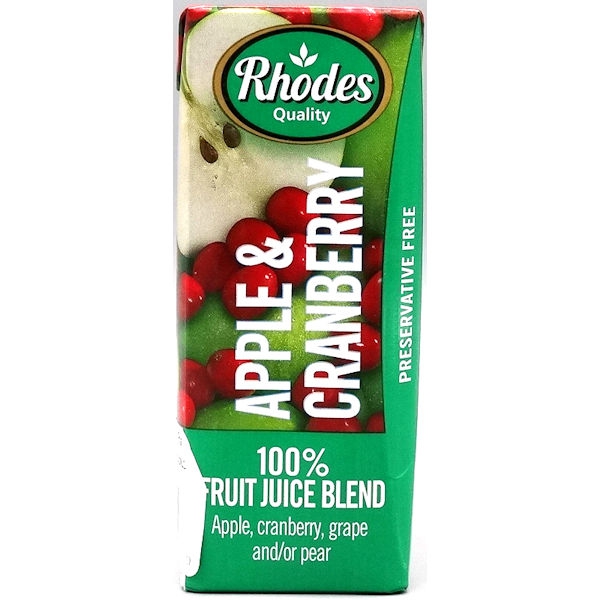 Rhodes
Quality
APPLE &
CRANBERRY
PRESERVATIVE FREE
100%
FRUIT JUICE BLEND
Apple, cranberry, grape
and/or pear